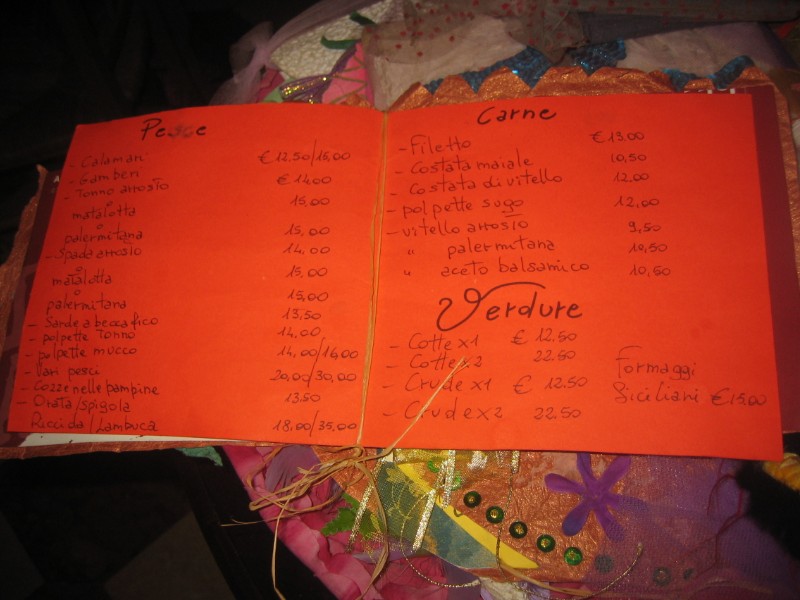 Pesce
- Calamari € 12.50/15,00
- Gamberi € 14.00
- Tonno arrosto 15,00
o
matalotta
o
palermitana 15,00
- Spada arrosto 14.00
o
matalotta 15,00
o
palermitana 15,00
- Sarde a beccafico 13,50
- polpette Tonno 14,00
- polpette mucco 14,00/16,00
- Vari pesci 20,00/30,00
- Cozze nelle pampine 13.50
- Orata/spigola
Ricciola/Lambuca 18.00/35,00
Carne
- Filetto € 13.00
- Costata maiale 10,50
- Costata di vitello 12.00
- polpette sugo 12,00
- vitello arrosto 9,50
" palermitana 10,50
" aceto balsamico 10,50
Verdure
- Cotte x1 € 12.50
- Cotte x2 22.50
- Crude x1 € 12.50
- Crude x2 22.50
Formaggi
Siciliani € 15.00